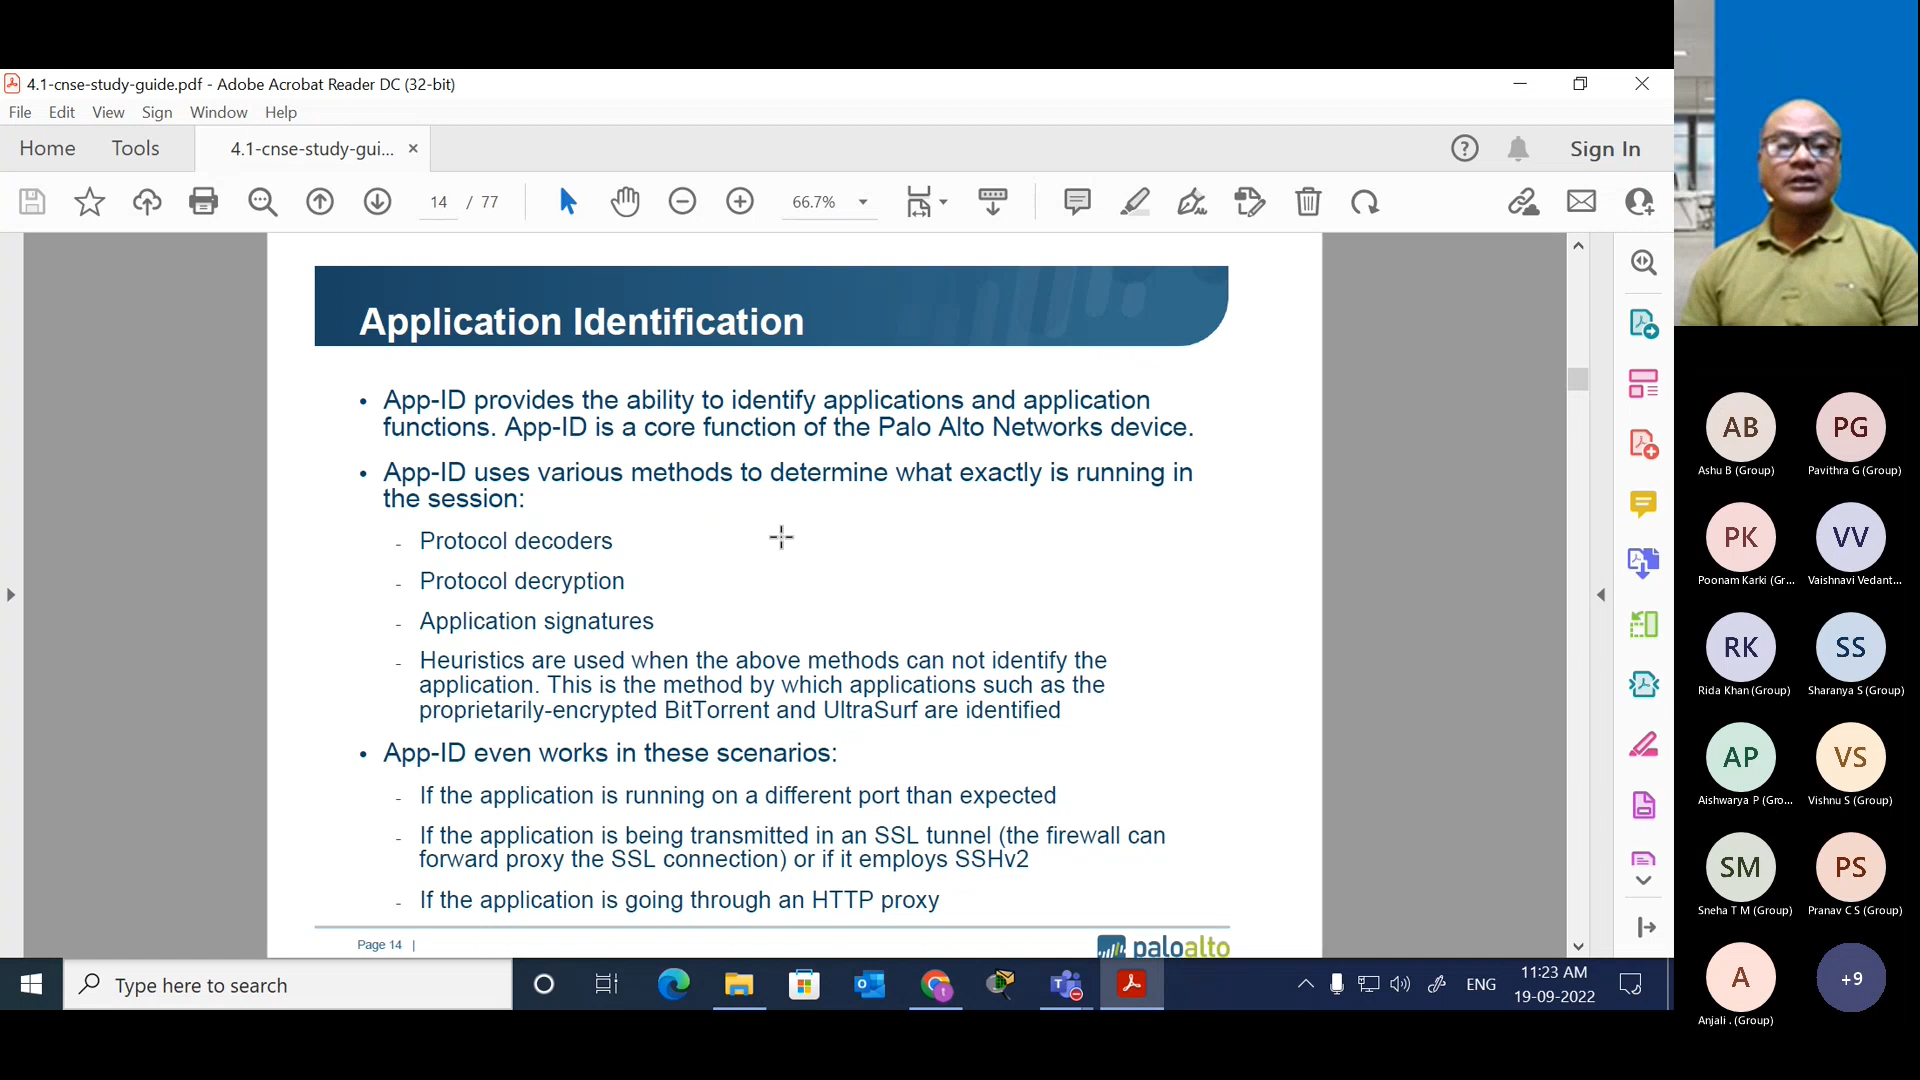 4.1-cnse-study-guide.pdf - Adobe Acrobat Reader DC (32-bit)
File Edit View Sign Window Help
Home Tools 4.1-cnse-study-gui... × Sign In
14 / 77 66.7%
Application Identification
• App-ID provides the ability to identify applications and application
functions. App-ID is a core function of the Palo Alto Networks device.
• App-ID uses various methods to determine what exactly is running in
the session:
- Protocol decoders
- Protocol decryption
- Application signatures
- Heuristics are used when the above methods can not identify the
application. This is the method by which applications such as the
proprietarily-encrypted BitTorrent and UltraSurf are identified
• App-ID even works in these scenarios:
- If the application is running on a different port than expected
- If the application is being transmitted in an SSL tunnel (the firewall can
forward proxy the SSL connection) or if it employs SSHv2
- If the application is going through an HTTP proxy
Page 14 |
paloalto
Type here to search
ENG
11:23 AM
19-09-2022
AB PG
Ashu B (Group) Pavithra G (Group)
PK VV
Poonam Karki (Gr... Vaishnavi Vedant...
RK SS
Rida Khan (Group) Sharanya S (Group)
AP VS
Aishwarya P (Gro... Vishnu S (Group)
SM PS
Sneha T M (Group) Pranav C S (Group)
A +9
Anjali . (Group)